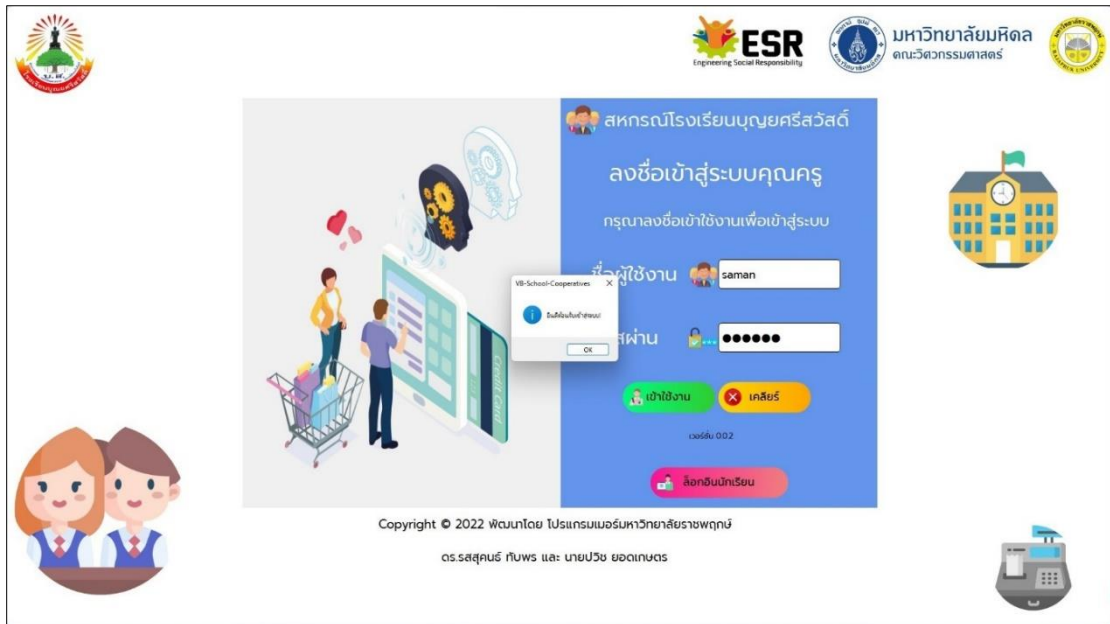 ESR
Engineering Social Responsibility
มหาวิทยาลัยมหิดล
คณะวิศวกรรมศาสตร์
สหกรณ์โรงเรียนบุญยศรีสวัสดิ์
ลงชื่อเข้าสู่ระบบคุณครู
กรุณาลงชื่อเข้าใช้งานเพื่อเข้าสู่ระบบ
ชื่อผู้ใช้งาน
saman
VB-School-Cooperatives
ยินดีต้อนรับเข้าสู่ระบบ!
OK
สผ่าน
Credit Card
เข้าใช้งาน
เคลียร์
เวอร์ชั่น 0.0.2
ล็อกอินนักเรียน
Copyright © 2022 พัฒนาโดย โปรแกรมเมอร์มหาวิทยาลัยราชพฤกษ์
ดร.รสสุคนธ์ ทับพร และ นายปวิช ยอดเกษตร